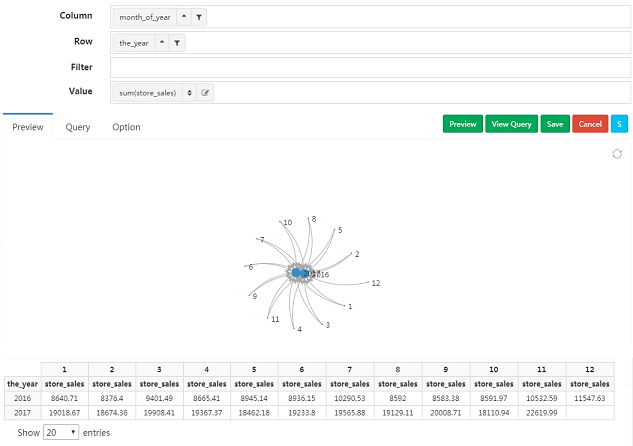 Column month_of_year
Row the_year
Filter
Value sum(store_sales)
Preview Query Option Preview View Query Save Cancel S
10 8
5
7
2
6
2016
12
9
1
11
4 3
1 2 3 4 5 6 7 8 9 10 11 12
the_year store_sales store_sales store_sales store_sales store_sales store_sales store_sales store_sales store_sales store_sales store_sales store_sales
2016 8640.71 8376.4 9401.49 8665.41 8945.14 8936.15 10290.53 8592 8583.38 8591.97 10532.59 11547.63
2017 19018.67 18674.36 19908.41 19367.37 18462.18 19233.8 19565.88 19129.11 20008.71 18110.94 22619.99
Show 20 entries